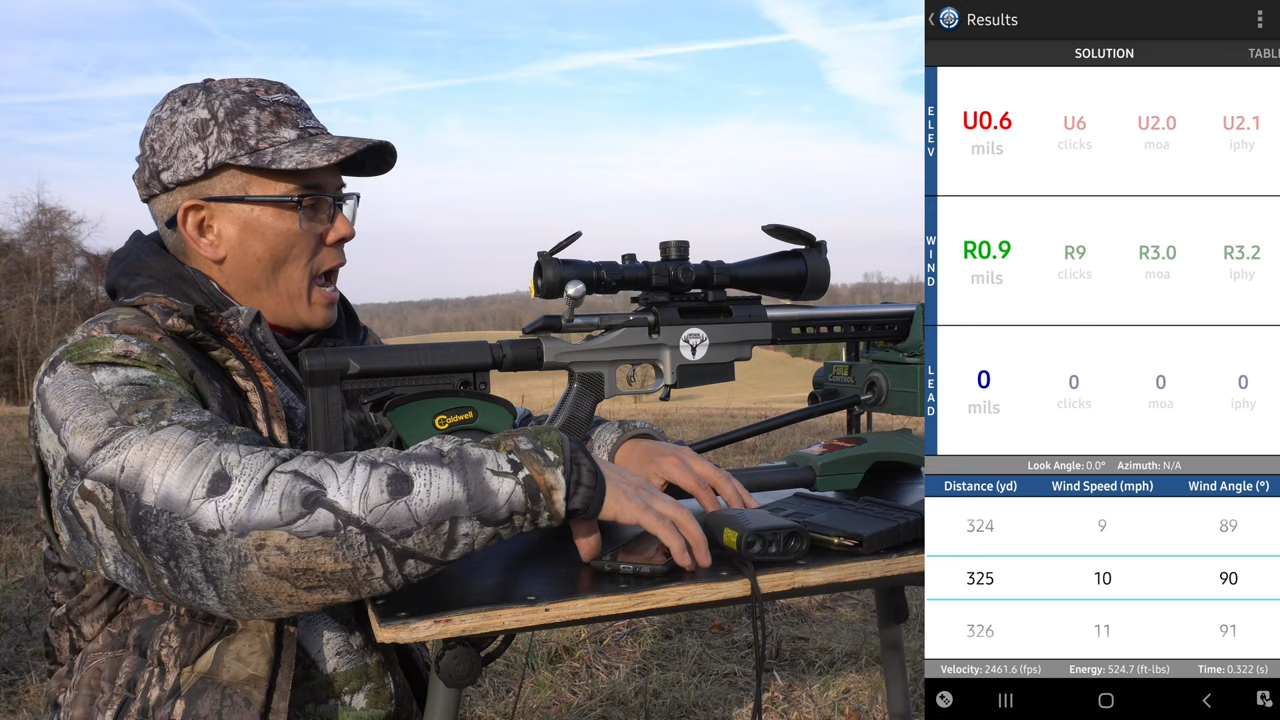 Results
SOLUTION TABL
ELEV
U0.6 U6 U2.0 U2.1
mils clicks moa iphy
WIND
R0.9 R9 R3.0 R3.2
mils clicks moa iphy
LEAD
0 0 0 0
mils clicks moa iphy
Look Angle: 0.0° Azimuth: N/A
Distance (yd) Wind Speed (mph) Wind Angle (°)
324 9 89
325 10 90
326 11 91
Velocity: 2461.6 (fps) Energy: 524.7 (ft-lbs) Time: 0.322 (s)
Caldwell
FIRE
CONTROL